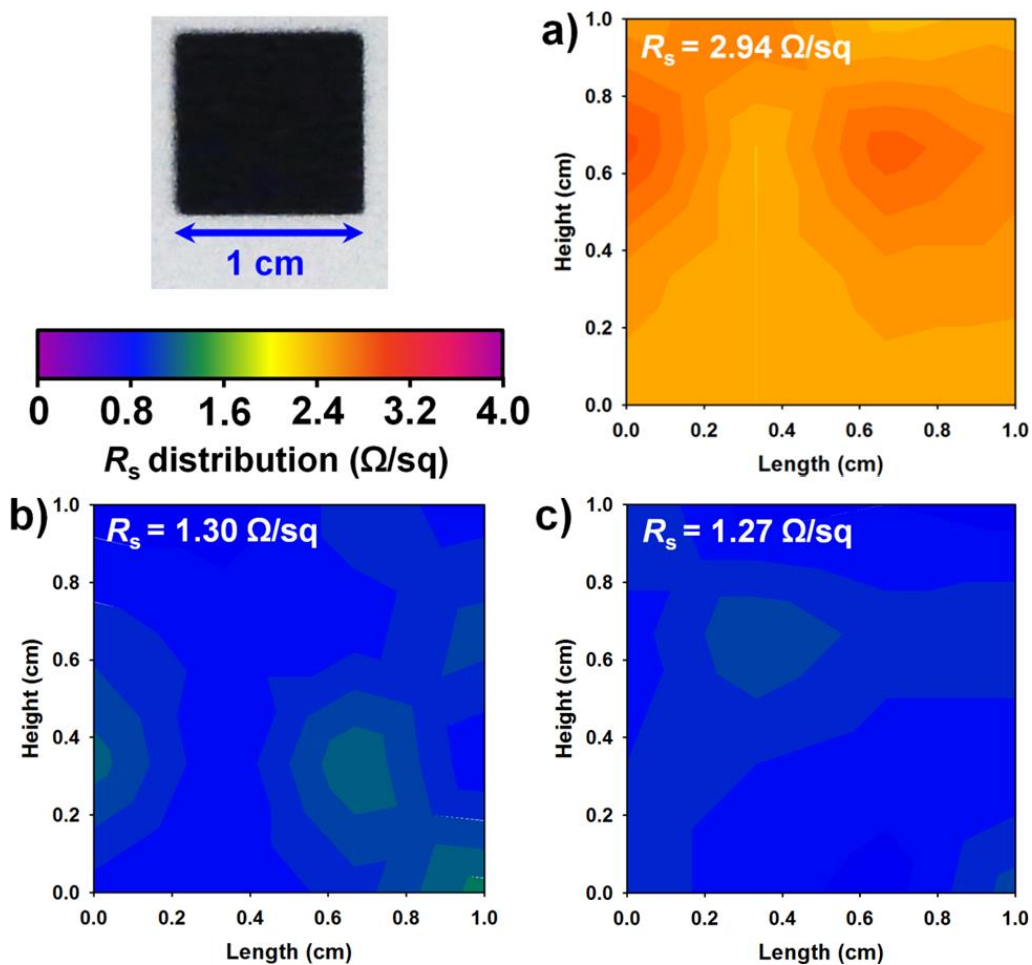 1 cm
0 0.8 1.6 2.4 3.2 4.0
Rs distribution (Ω/sq)
a)
Rs = 2.94 Ω/sq
1.0
0.8
0.6
0.4
0.2
0.0
Height (cm)
0.0 0.2 0.4 0.6 0.8 1.0
Length (cm)
b)
Rs = 1.30 Ω/sq
1.0
0.8
0.6
0.4
0.2
0.0
Height (cm)
0.0 0.2 0.4 0.6 0.8 1.0
Length (cm)
c)
Rs = 1.27 Ω/sq
1.0
0.8
0.6
0.4
0.2
0.0
Height (cm)
0.0 0.2 0.4 0.6 0.8 1.0
Length (cm)